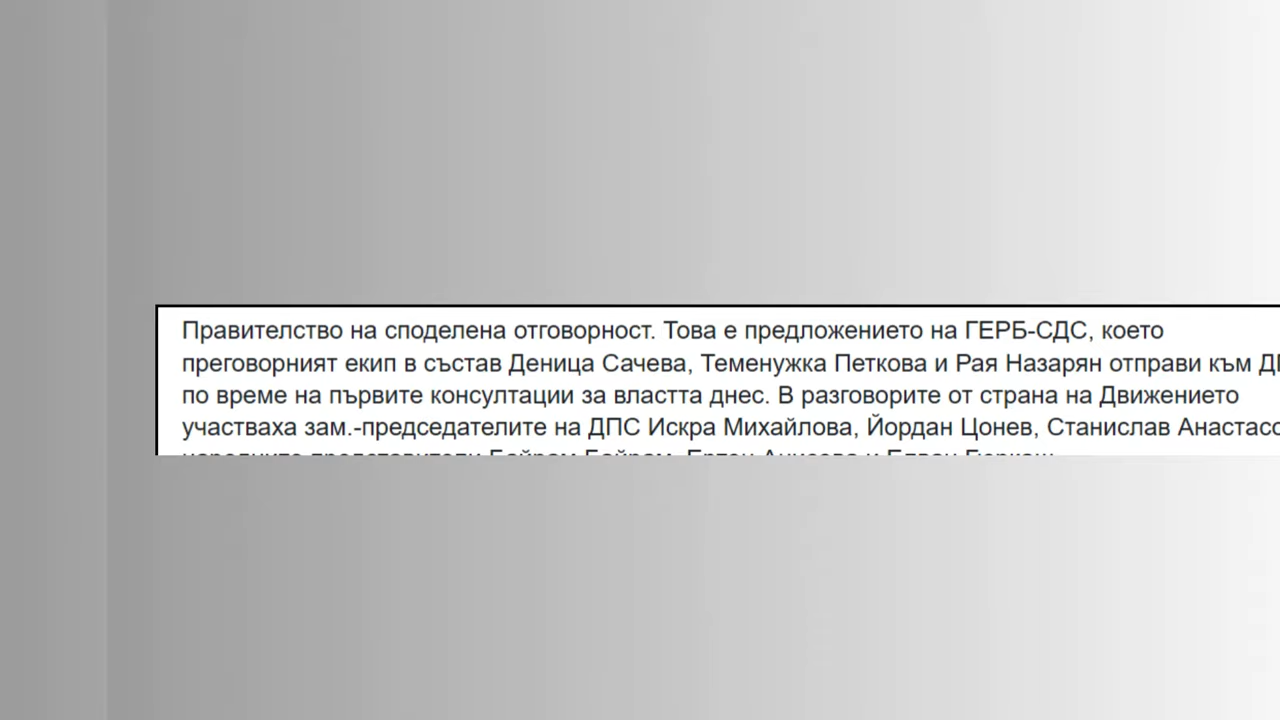 Правителство на споделена отговорност. Това е предложението на ГЕРБ-СДС, което
преговорният екип в състав Деница Сачева, Теменужка Петкова и Рая Назарян отправи към
по време на първите консултации за властта днес. В разговорите от страна на Движението
участваха зам.-председателите на ДПС Искра Михайлова, Йордан Цонев, Станислав